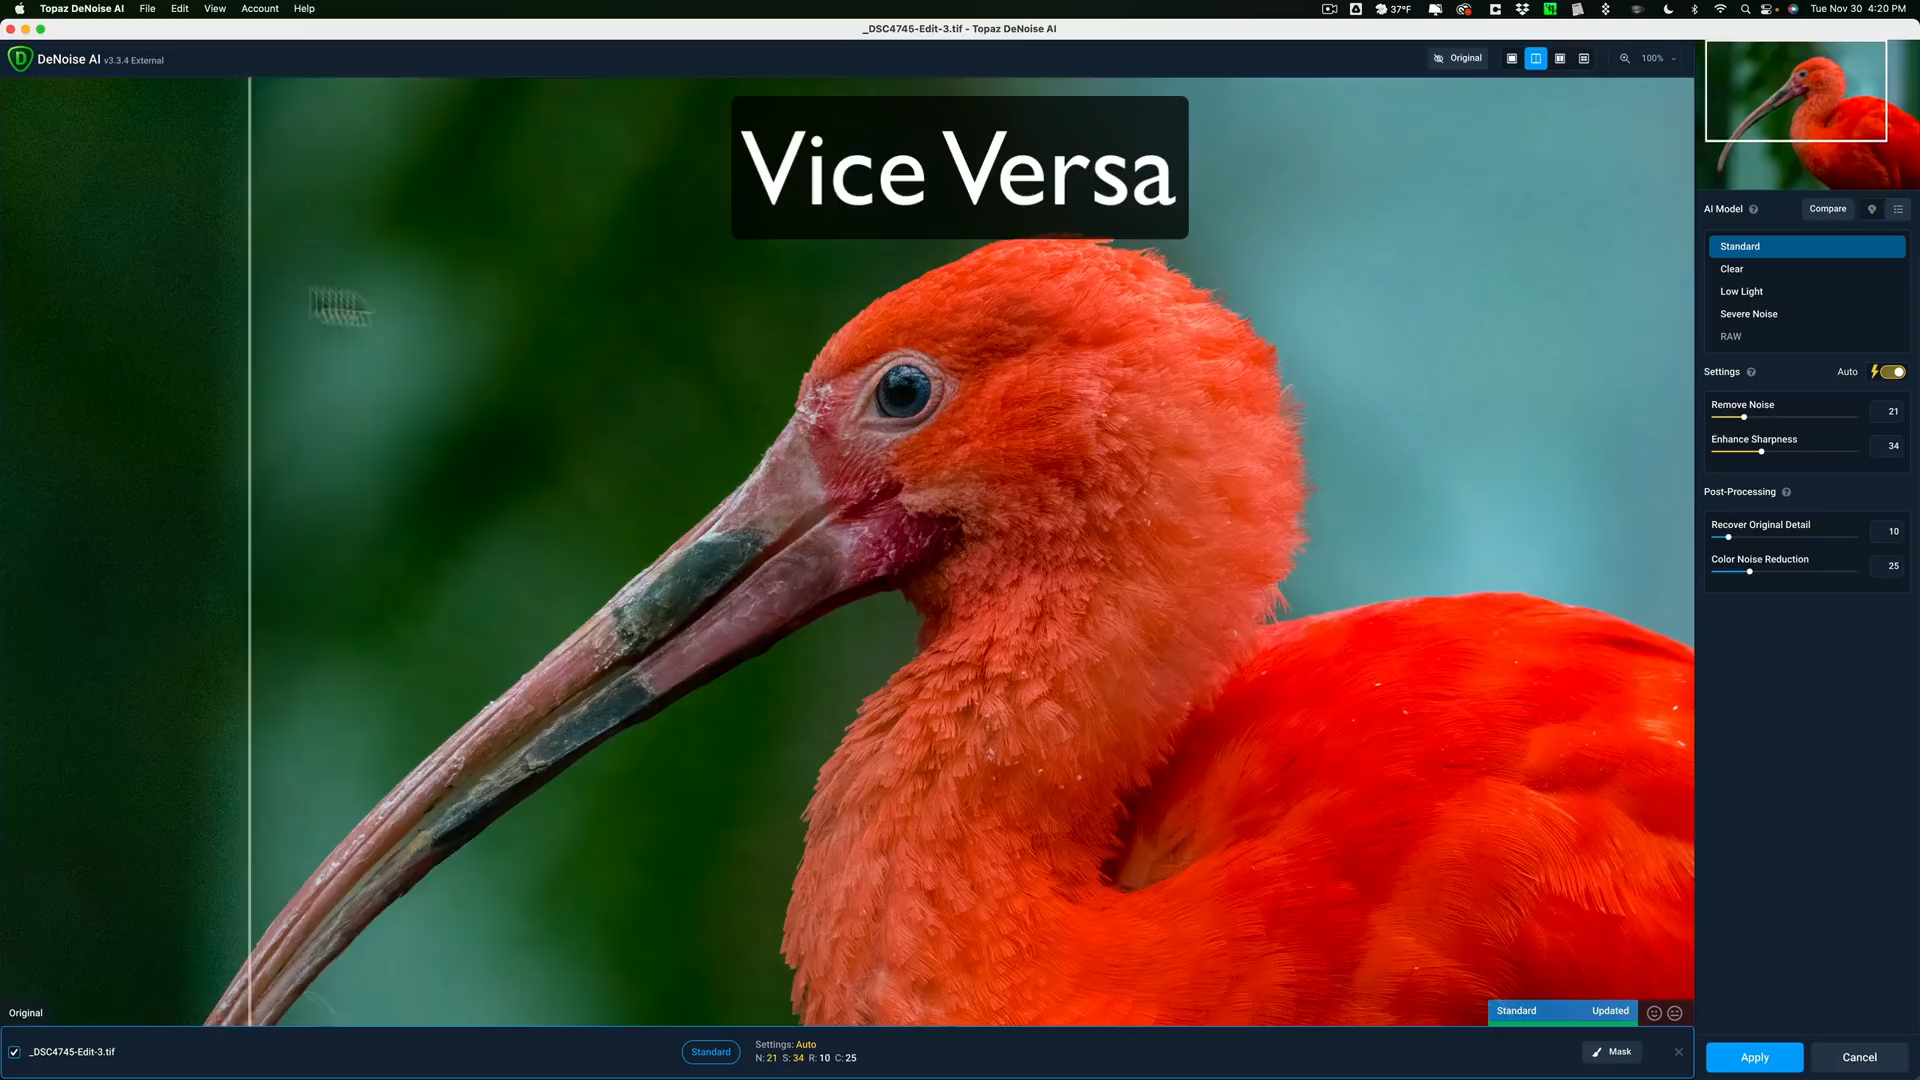 Topaz DeNoise AI File Edit View Account Help 37°F Tue Nov 30 4:20 PM
_DSC4745-Edit-3.tif - Topaz DeNoise AI
DeNoise AI v3.3.4 External Original 100%
Vice Versa
AI Model Compare
Standard
Clear
Low Light
Severe Noise
RAW
Settings Auto
Remove Noise 21
Enhance Sharpness 34
Post-Processing
Recover Original Detail 10
Color Noise Reduction 25
Original Standard Updated
_DSC4745-Edit-3.tif Standard Settings: Auto
N: 21 S: 34 R: 10 C: 25
Mask
Apply Cancel